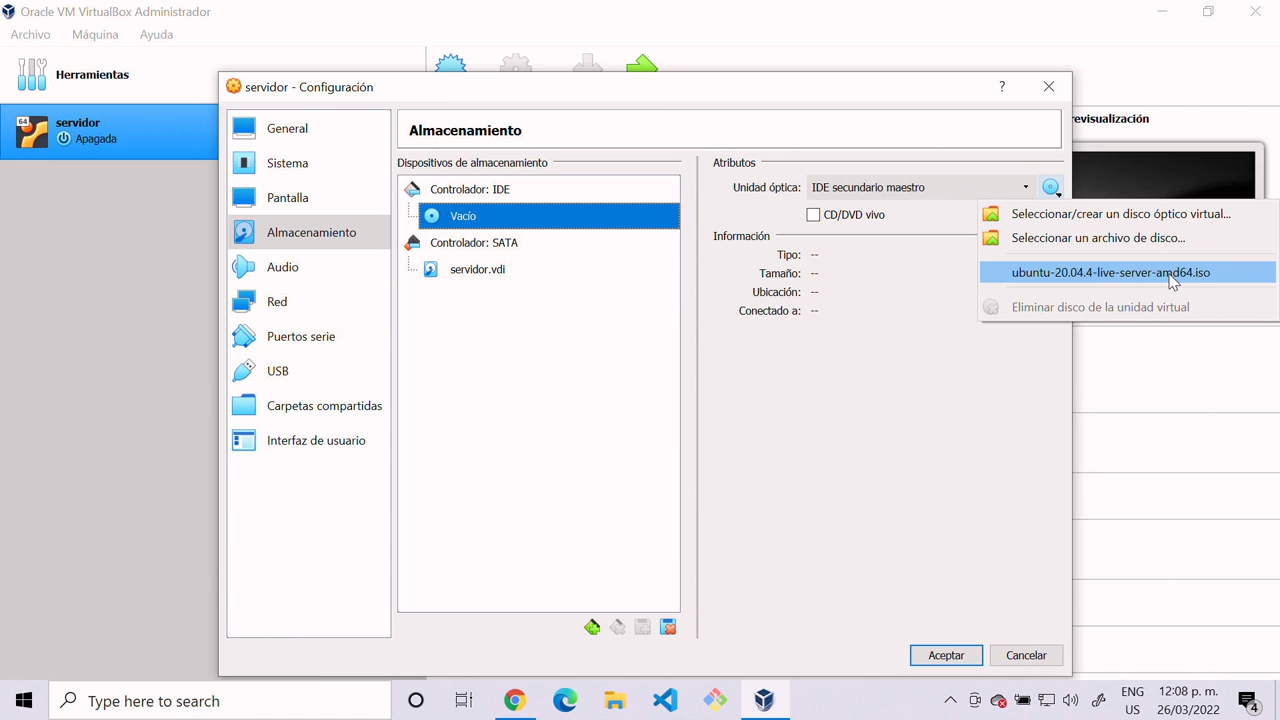 Oracle VM VirtualBox Administrador
Archivo Máquina Ayuda
Herramientas
64
servidor
Apagada
servidor - Configuración
?
General
Sistema
Pantalla
Almacenamiento
Audio
Red
Puertos serie
USB
Carpetas compartidas
Interfaz de usuario
Almacenamiento
Dispositivos de almacenamiento
Controlador: IDE
Vacío
Controlador: SATA
servidor.vdi
Atributos
Unidad óptica: IDE secundario maestro
CD/DVD vivo
Información
Tipo: --
Tamaño: --
Ubicación: --
Conectado a: --
Seleccionar/crear un disco óptico virtual...
Seleccionar un archivo de disco...
ubuntu-20.04.4-live-server-amd64.iso
Eliminar disco de la unidad virtual
revisualización
Aceptar Cancelar
Type here to search
ENG
US
12:08 p. m.
26/03/2022
4